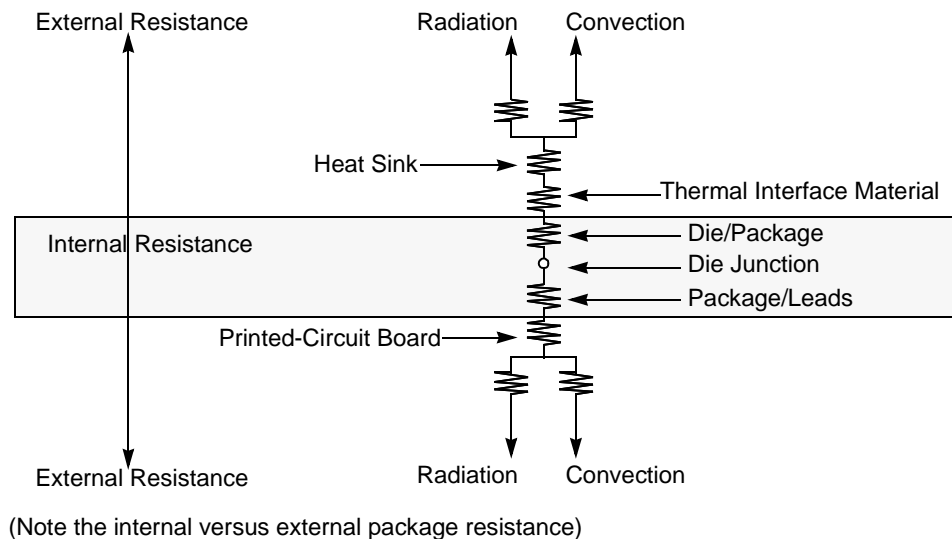 External Resistance
Radiation
Convection
Heat Sink
Thermal Interface Material
Internal Resistance
Die/Package
Die Junction
Package/Leads
Printed-Circuit Board
External Resistance
Radiation
Convection
(Note the internal versus external package resistance)